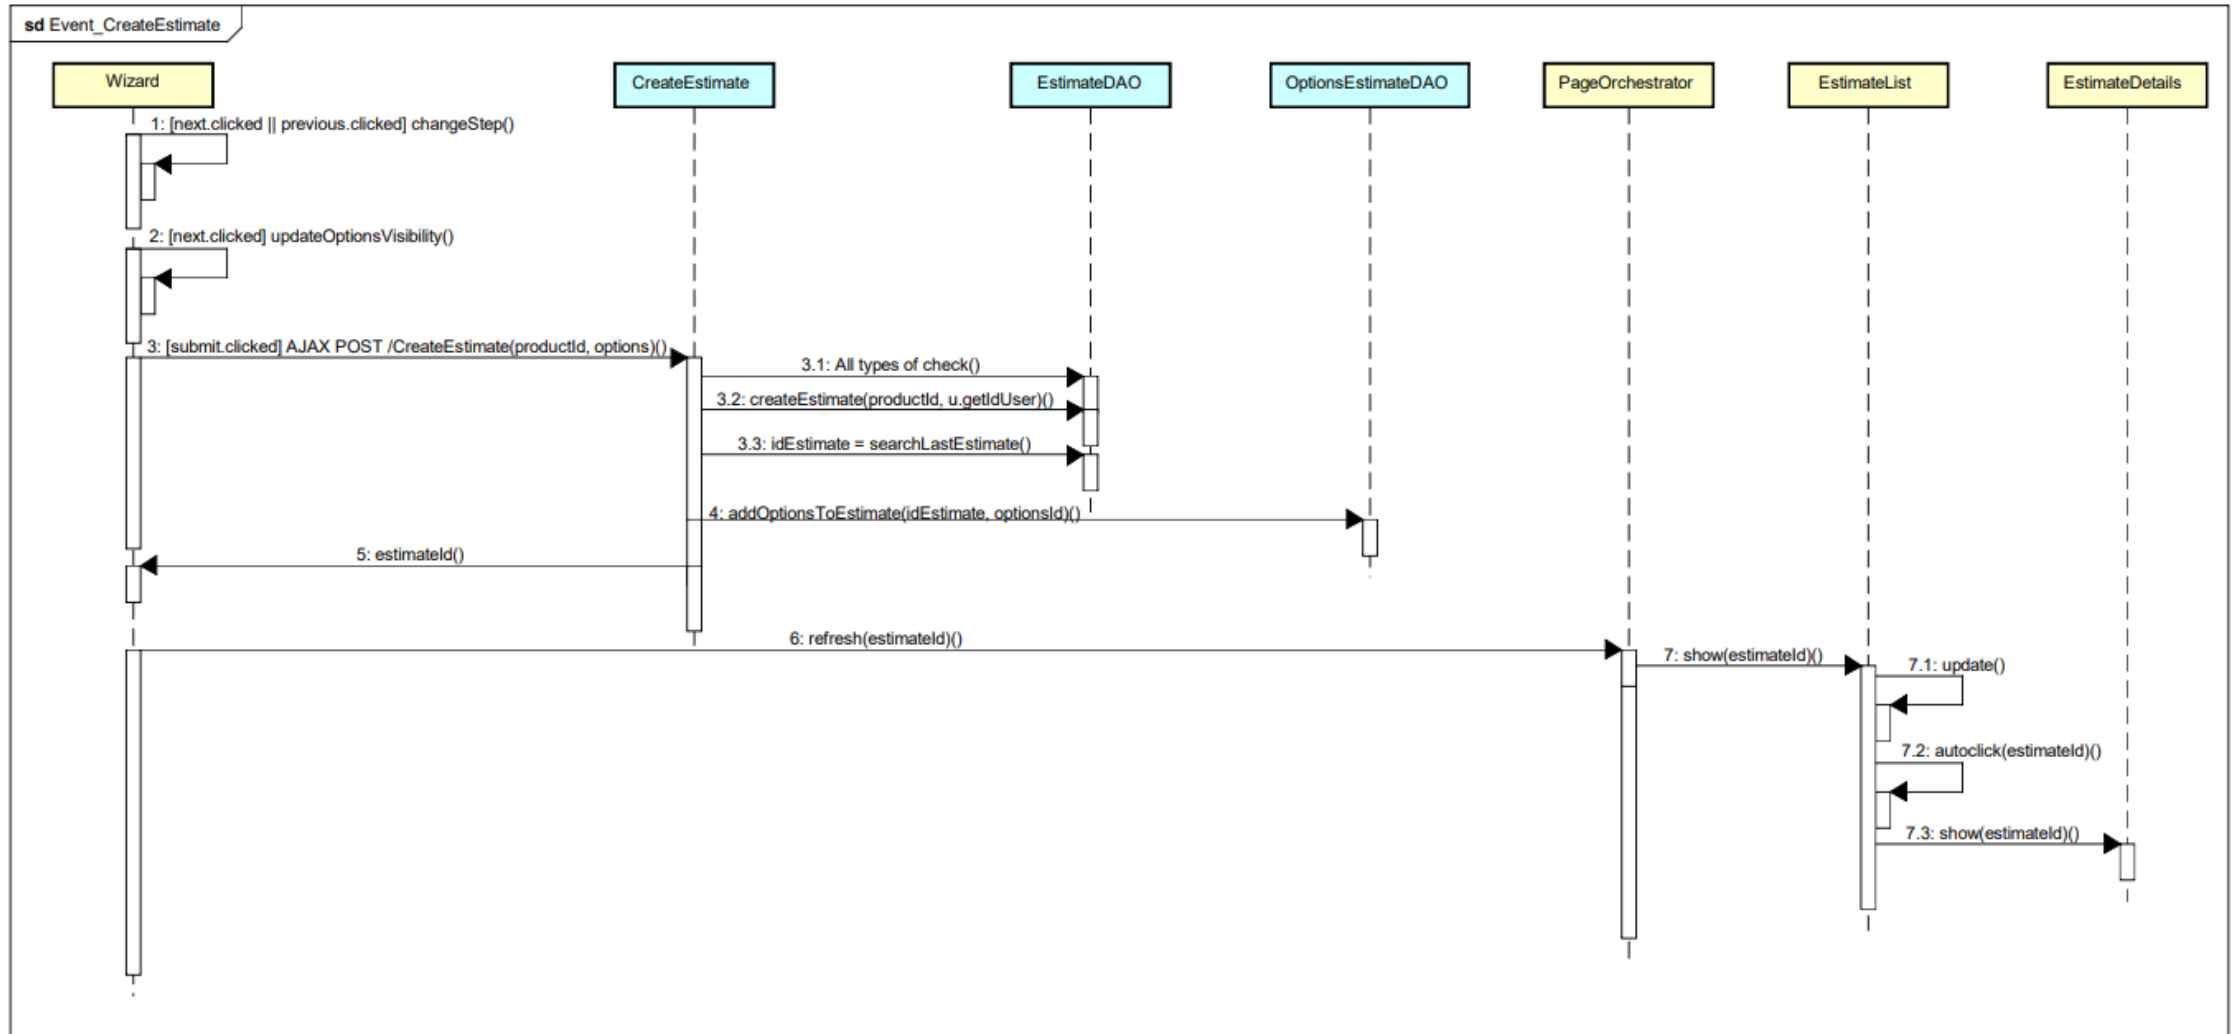 sd Event_CreateEstimate
Wizard
CreateEstimate
EstimateDAO
OptionsEstimateDAO
PageOrchestrator
EstimateList
EstimateDetails
1: [next.clicked || previous.clicked] changeStep()
2: [next.clicked] updateOptionsVisibility()
3: [submit.clicked] AJAX POST /CreateEstimate(productId, options)()
3.1: All types of check()
3.2: createEstimate(productId, u.getIdUser)()
3.3: idEstimate = searchLastEstimate()
4: addOptionsToEstimate(idEstimate, optionsId)()
5: estimateId()
6: refresh(estimateId)()
7: show(estimateId)()
7.1: update()
7.2: autoclick(estimateId)()
7.3: show(estimateId)()